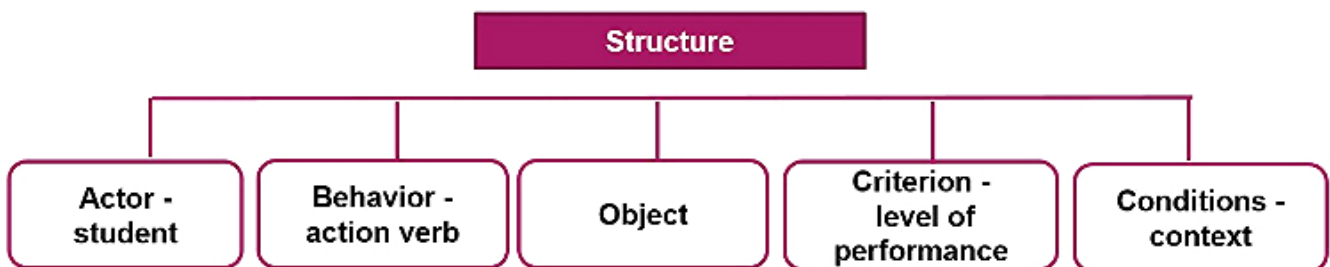 Structure
Actor -
student
Behavior -
action verb
Object
Criterion -
level of
performance
Conditions -
context